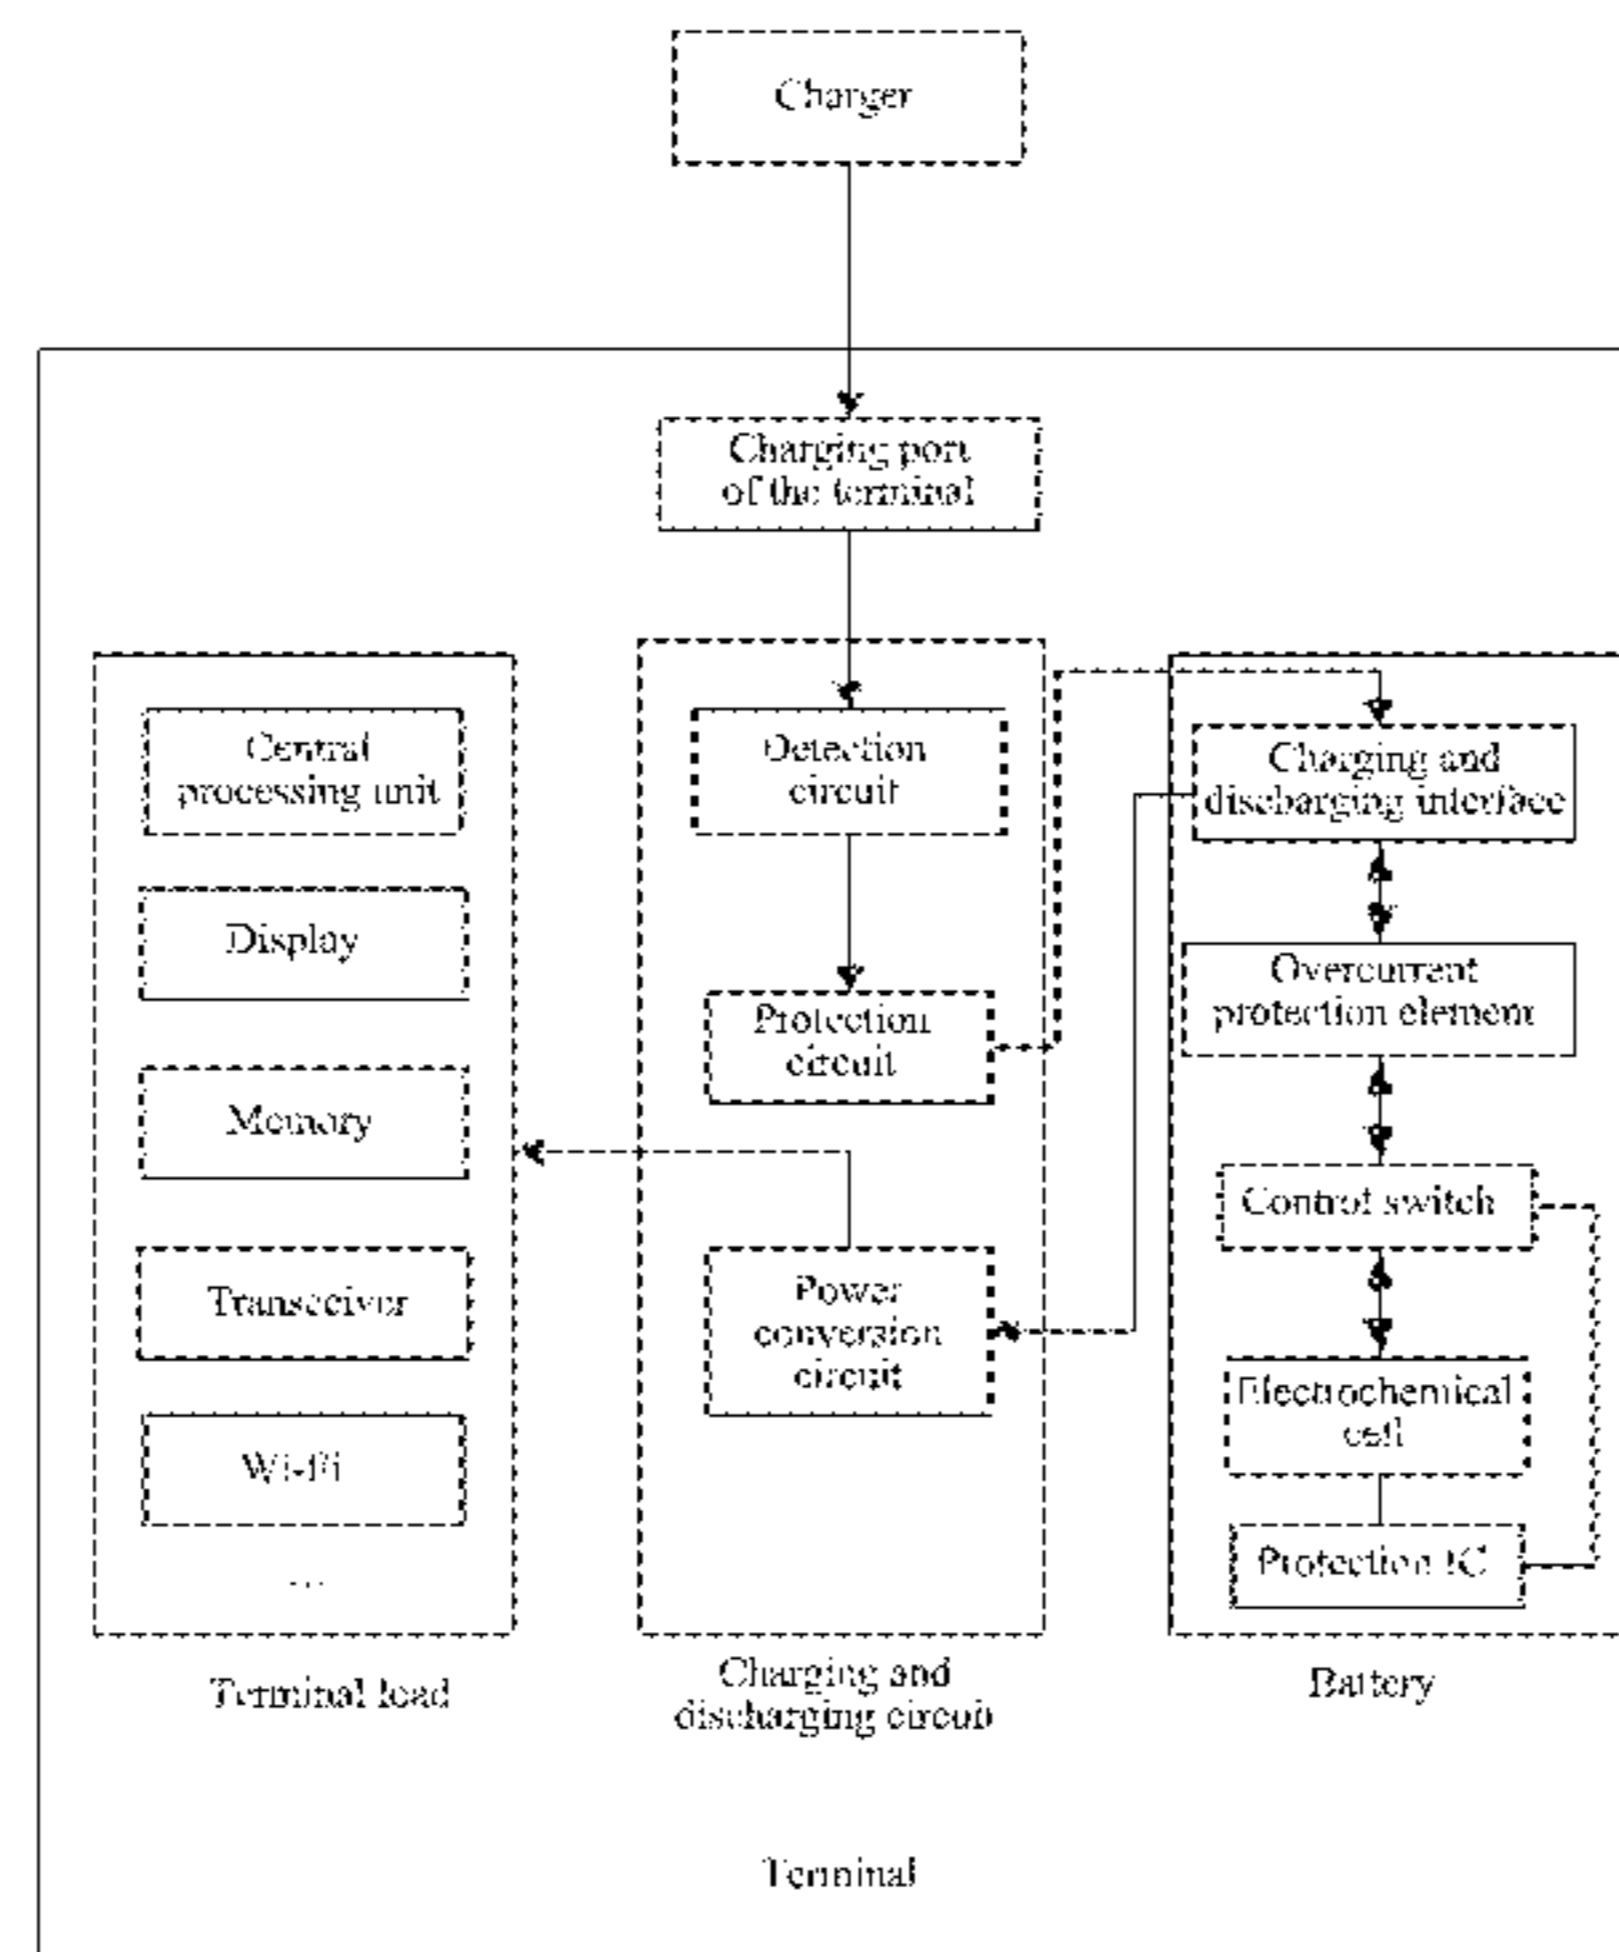 Charger
Charging port
of the terminal
Central
processing unit
Display
Memory
Transceiver
Wi-Fi
...
Terminal load
Detection
circuit
Protection
circuit
Power
conversion
circuit
Charging and
discharging circuit
Charging and
discharging interface
Overcurrent
protection element
Control switch
Electrochemical
cell
Protection IC
Battery
Terminal